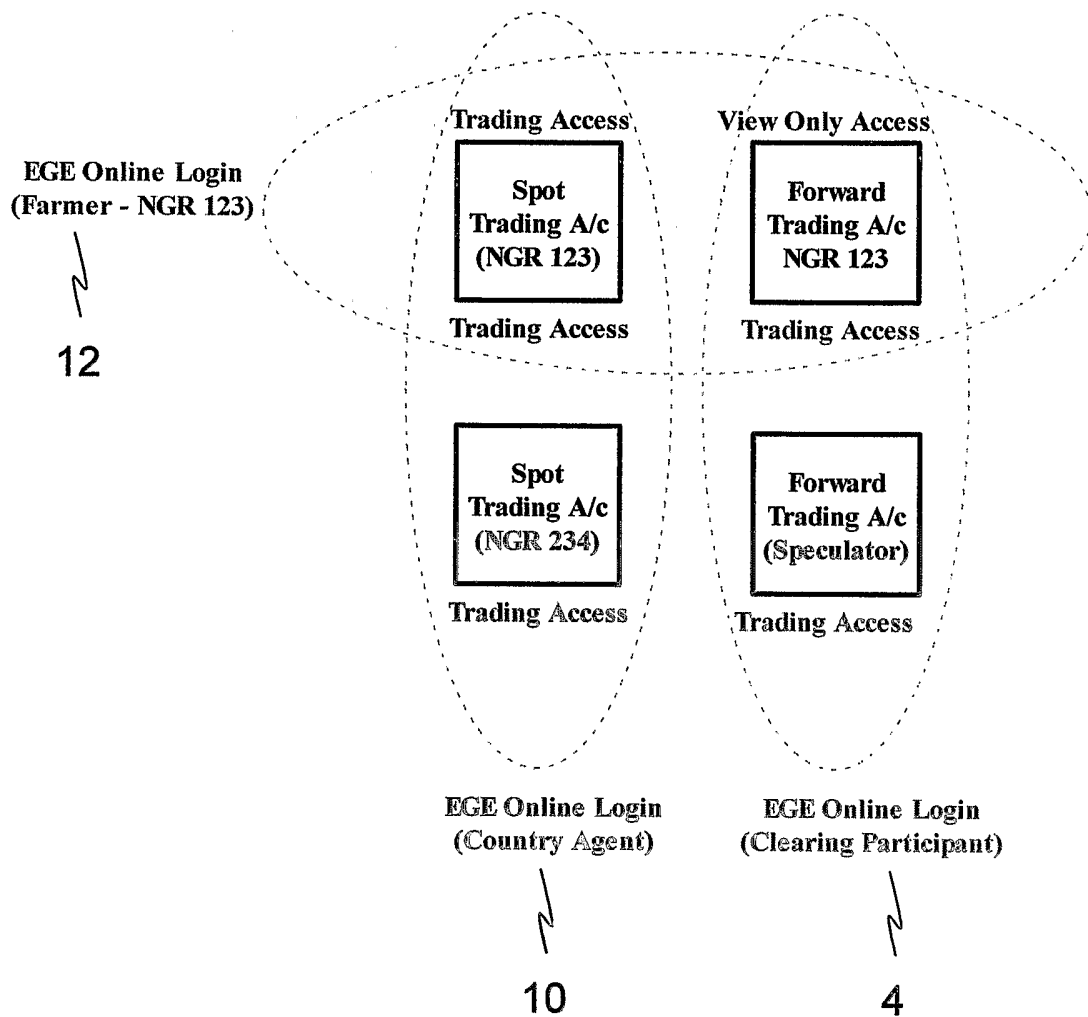 Trading Access
View Only Access
EGE Online Login
(Farmer - NGR 123)
Spot
Trading A/c
(NGR 123)
Forward
Trading A/c
NGR 123
Trading Access
Trading Access
12
Spot
Trading A/c
(NGR 234)
Forward
Trading A/c
(Speculator)
Trading Access
Trading Access
EGE Online Login
(Country Agent)
EGE Online Login
(Clearing Participant)
10
4